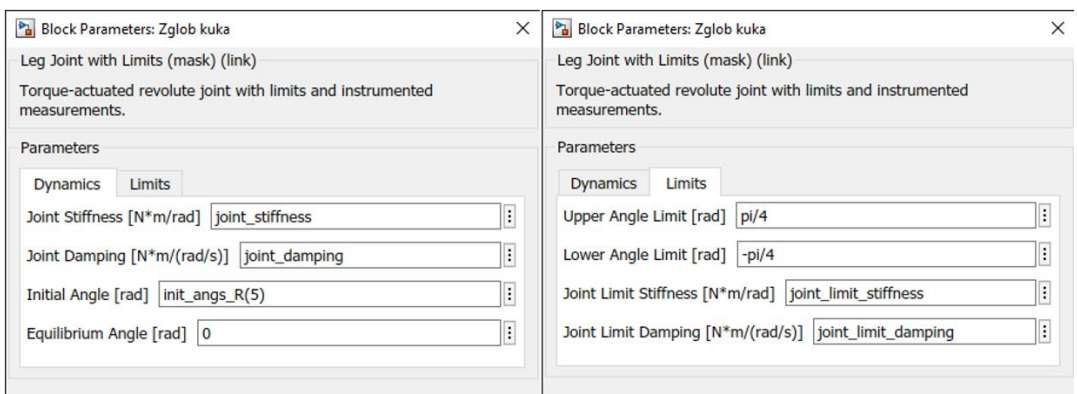 Block Parameters: Zglob kuka
Leg Joint with Limits (mask) (link)
Torque-actuated revolute joint with limits and instrumented
measurements.
Parameters
Dynamics Limits
Joint Stiffness [N*m/rad] joint_stiffness
Joint Damping [N*m/(rad/s)] joint_damping
Initial Angle [rad] init_angs_R(5)
Equilibrium Angle [rad] 0
Block Parameters: Zglob kuka
Leg Joint with Limits (mask) (link)
Torque-actuated revolute joint with limits and instrumented
measurements.
Parameters
Dynamics Limits
Upper Angle Limit [rad] pi/4
Lower Angle Limit [rad] -pi/4
Joint Limit Stiffness [N*m/rad] joint_limit_stiffness
Joint Limit Damping [N*m/(rad/s)] joint_limit_damping